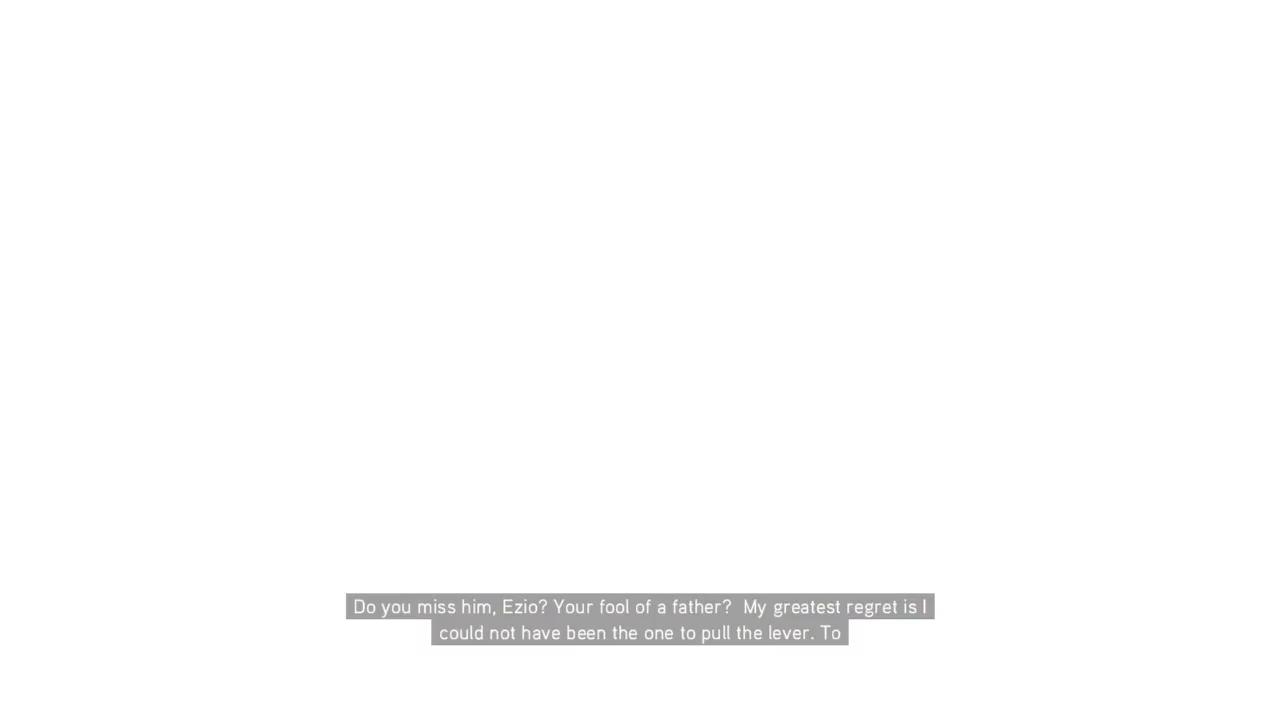 Do you miss him, Ezio? Your fool of a father?  My greatest regret is I
could not have been the one to pull the lever. To